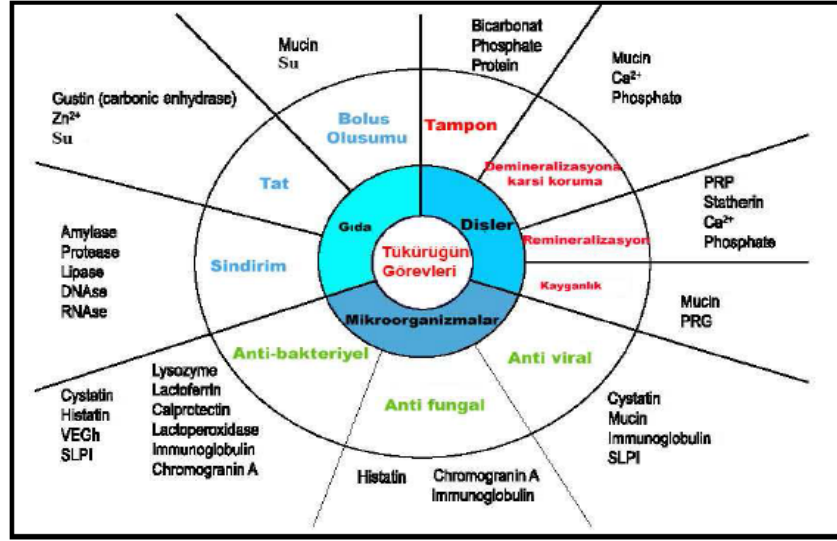 Bicarbonat
Phosphate
Protein
Mucin
Su
Mucin
Ca²⁺
Phosphate
Gustin (carbonic enhydrase)
Zn²⁺
Su
Bolus
Olusumu
Tampon
Demineralizasyona
karsi koruma
Tat
PRP
Statherin
Ca²⁺
Phosphate
Gıda
Dişler
Amylase
Protease
Lipase
DNAse
RNAse
Sindirim
Tükürüğün
Görevleri
Remineralizasyon
Kayganlık
Mucin
PRG
Mikroorganizmalar
Anti-bakteriyel
Anti viral
Anti fungal
Cystatin
Histatin
VEGh
SLPI
Lysozyme
Lactoferrin
Calprotectin
Lactoperoxidase
Immunoglobulin
Chromogranin A
Histatin
Chromogranin A
Immunoglobulin
Cystatin
Mucin
Immunoglobulin
SLPI